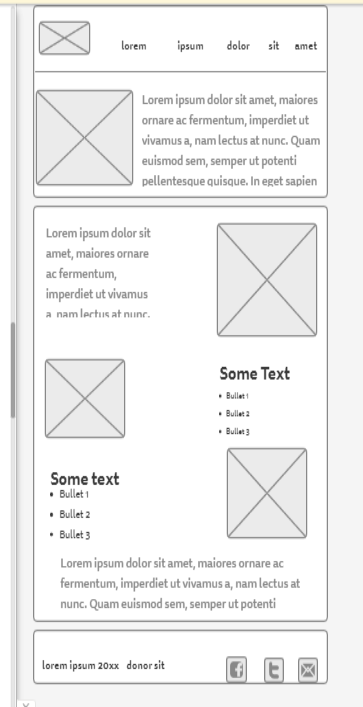 lorem ipsum dolor sit amet
Lorem ipsum dolor sit amet, maiores
ornare ac fermentum, imperdiet ut
vivamus a, nam lectus at nunc. Quam
euismod sem, semper ut potenti
pellentesque quisque. In eget sapien
Lorem ipsum dolor sit
amet, maiores ornare
ac fermentum,
imperdiet ut vivamus
a, nam lectus at nunc.
Some Text
Bullet 1
Bullet 2
Bullet 3
Some text
Bullet 1
Bullet 2
Bullet 3
Lorem ipsum dolor sit amet, maiores ornare ac
fermentum, imperdiet ut vivamus a, nam lectus at
nunc. Quam euismod sem, semper ut potenti
lorem ipsum 20xx donor sit